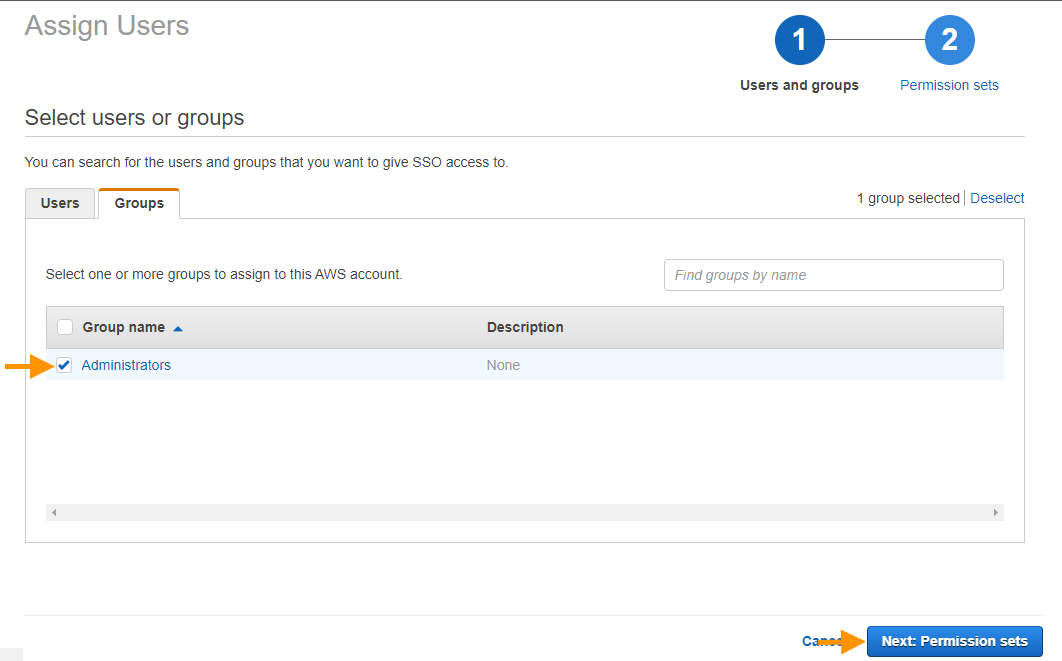 Assign Users
1
2
Users and groups
Permission sets
Select users or groups
You can search for the users and groups that you want to give SSO access to.
Users
Groups
1 group selected
Deselect
Select one or more groups to assign to this AWS account.
Find groups by name
Group name
Description
Administrators
None
Cancel
Next: Permission sets